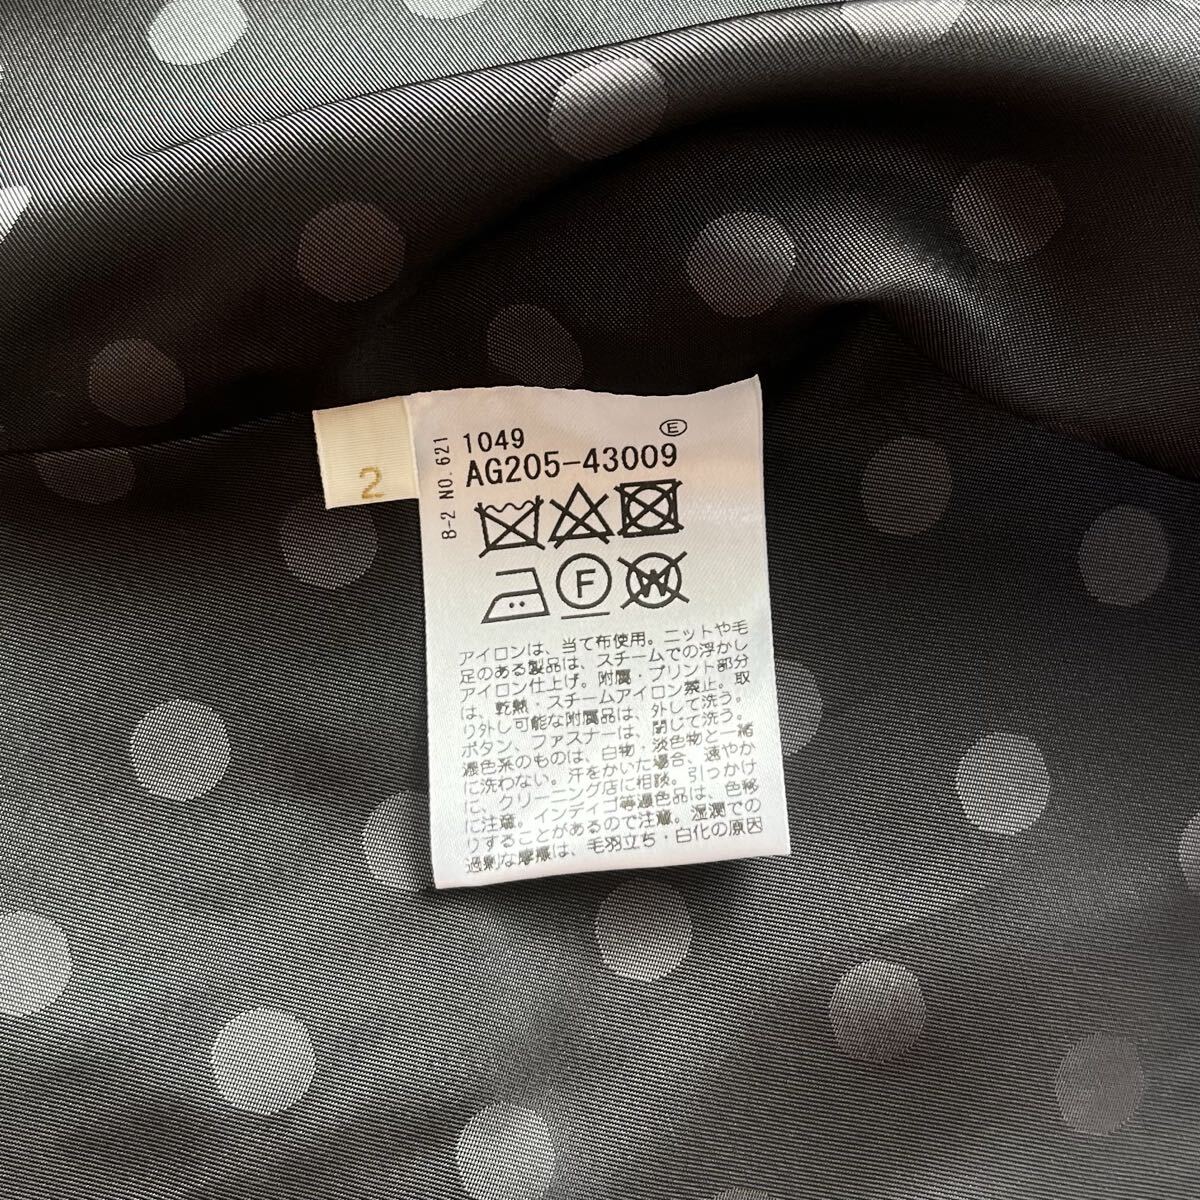 2
B-2 NO.621
1049
E
AG205-43009
F
W
アイロンは、当て布使用。ニットや毛
足のある製品は、スチームでの浮かし
アイロン仕上げ。附属・プリント部分
は、乾熱・スチームアイロン禁止。取
り外し可能な附属品は、外して洗う。
ボタン、ファスナーは、閉じて洗う。
濃色系のものは、白物・淡色物と一緒
に洗わない。汗をかいた場合、速やか
に、クリーニング店に相談。引っかけ
に注意。インディゴ等濃色品は、色移
りすることがあるので注意。湿潤での
過剰な摩擦は、毛羽立ち・白化の原因